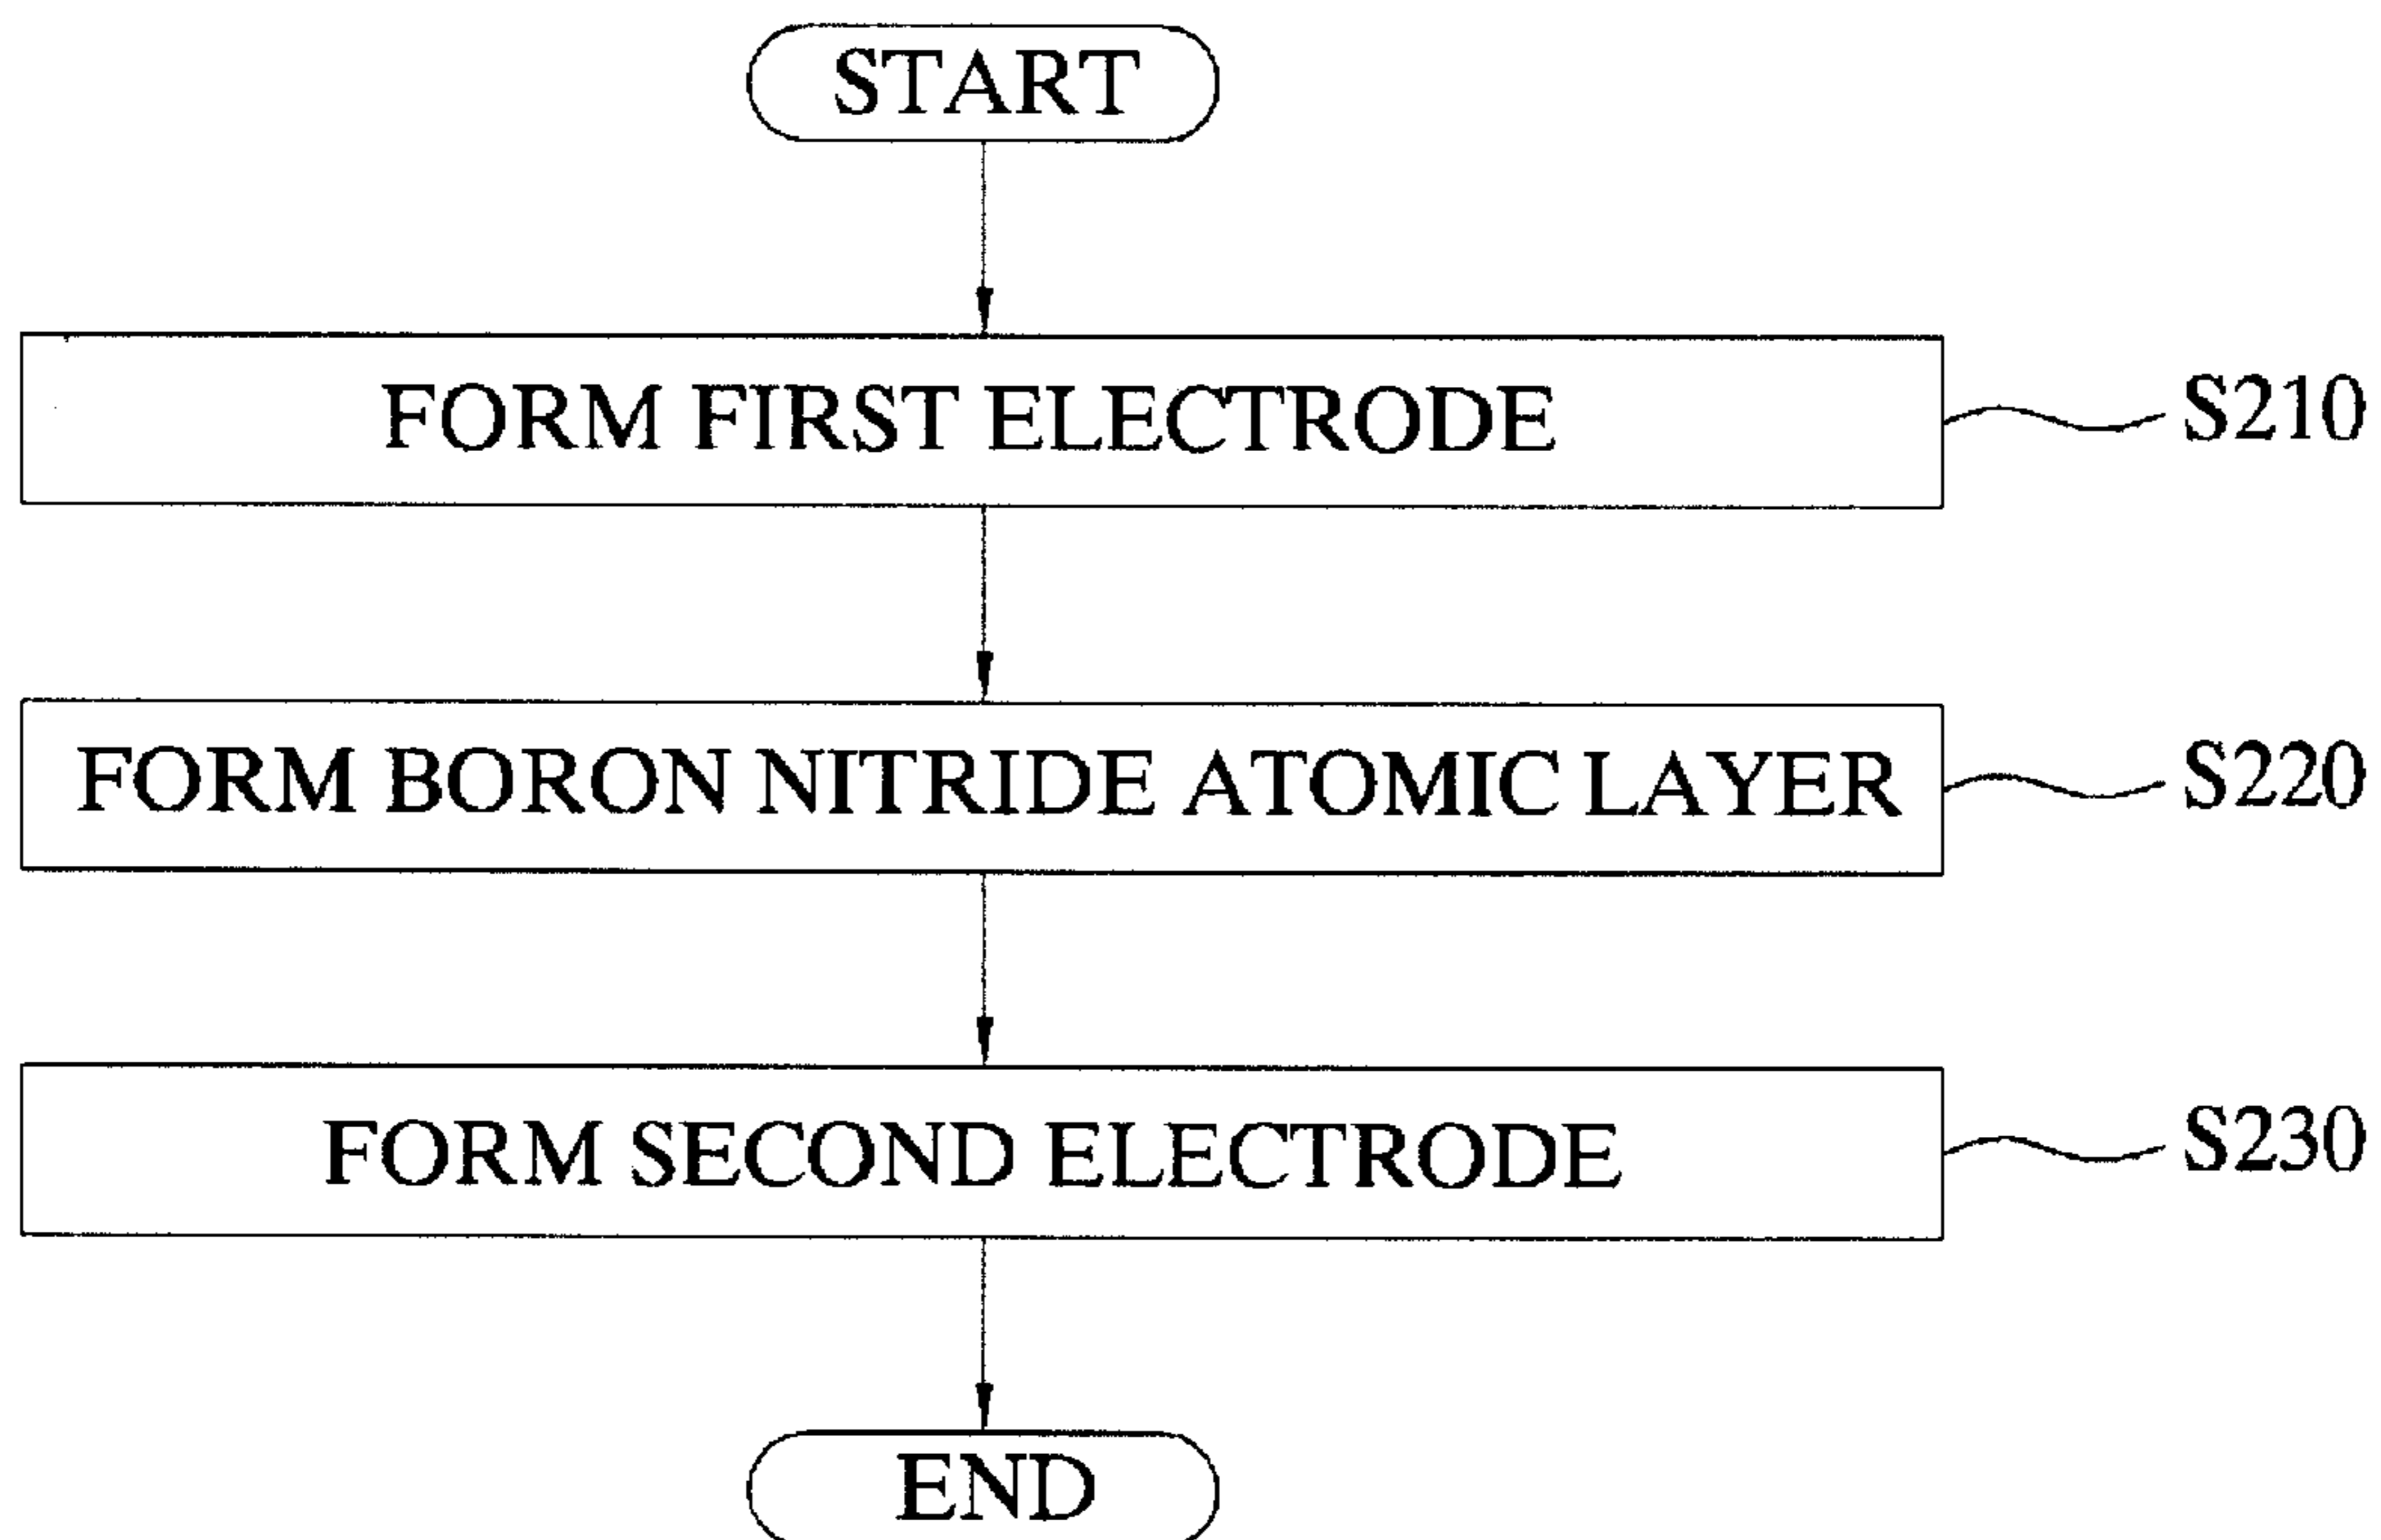 START
FORM FIRST ELECTRODE
S210
FORM BORON NITRIDE ATOMIC LAYER
S220
FORM SECOND ELECTRODE
S230
END